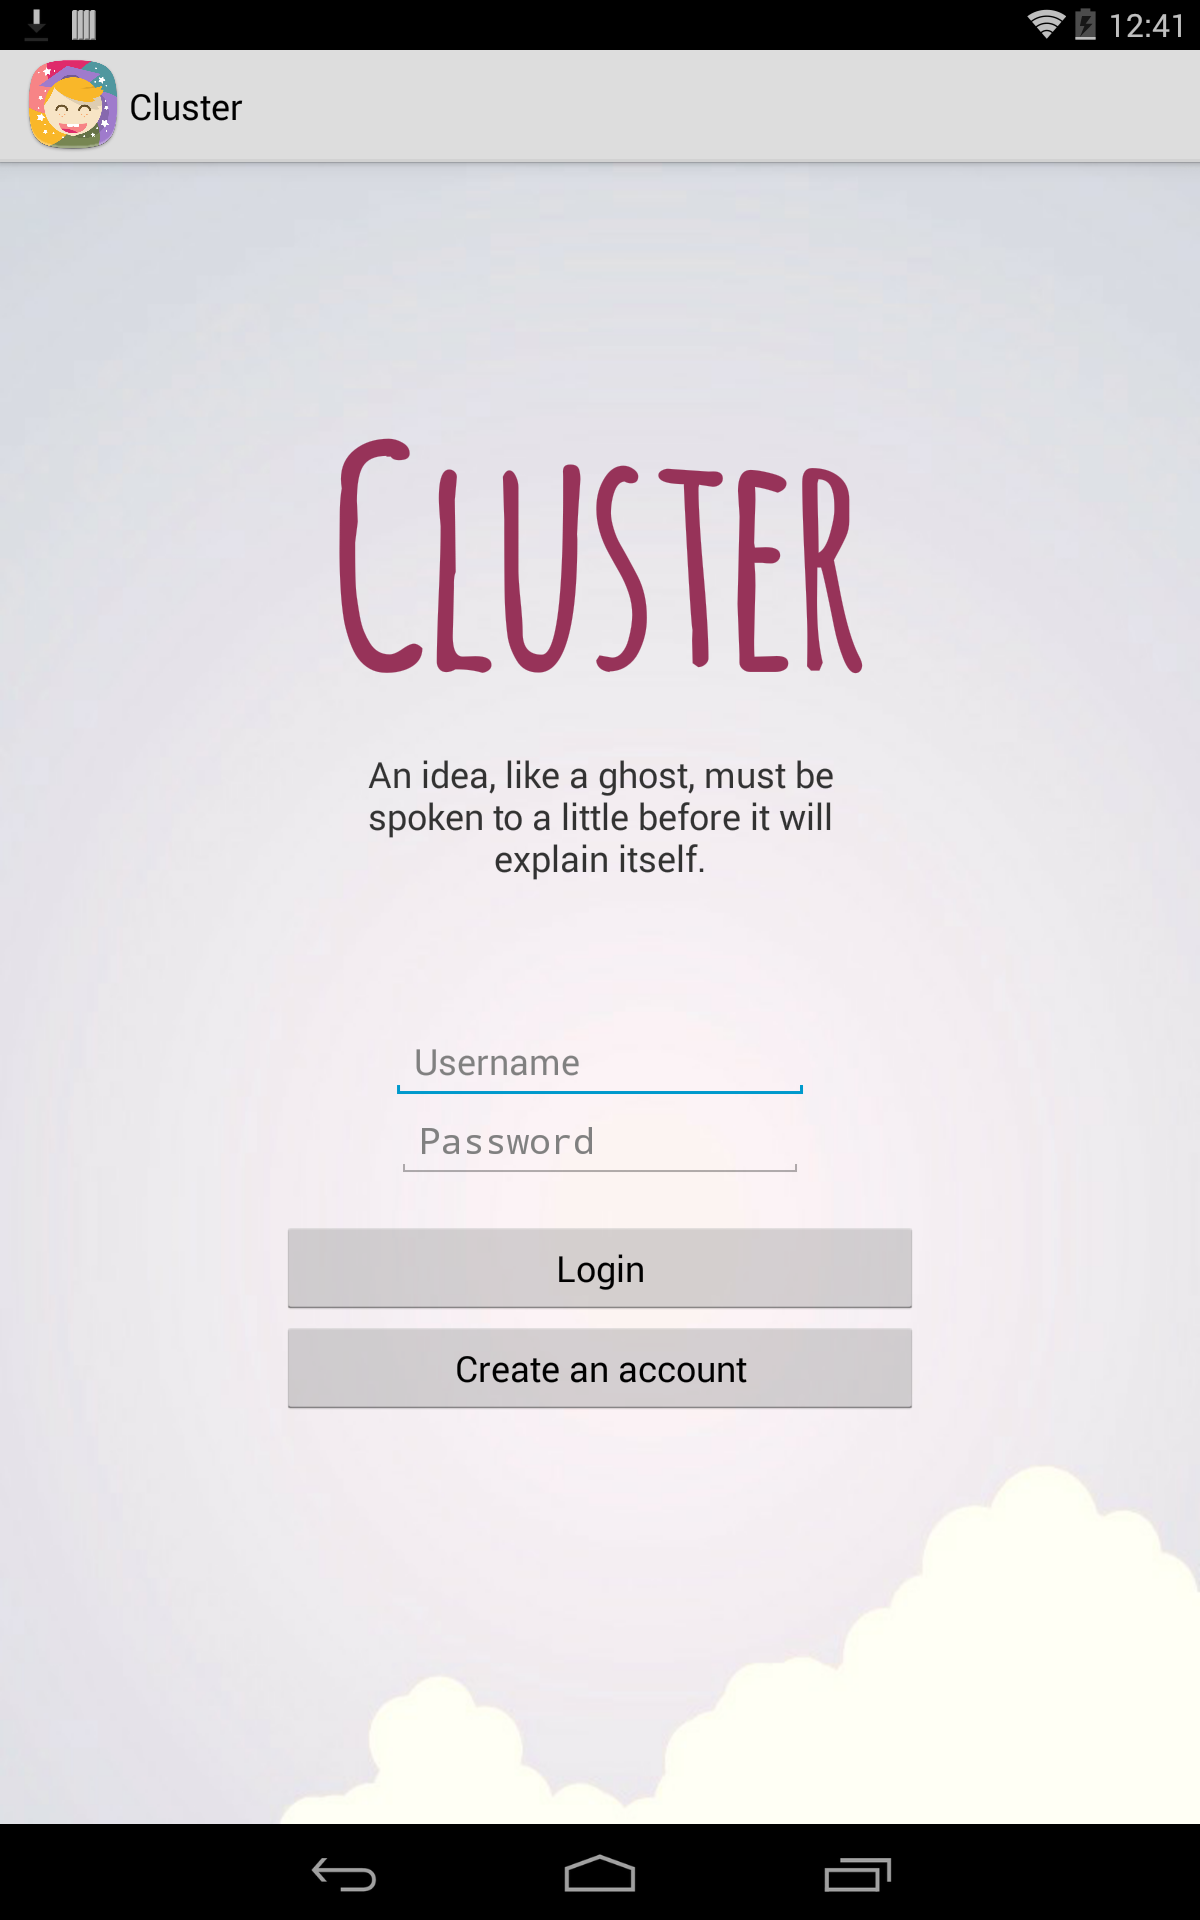 12:41
Cluster
CLUSTER
An idea, like a ghost, must be
spoken to a little before it will
explain itself.
Username
Password
Login
Create an account